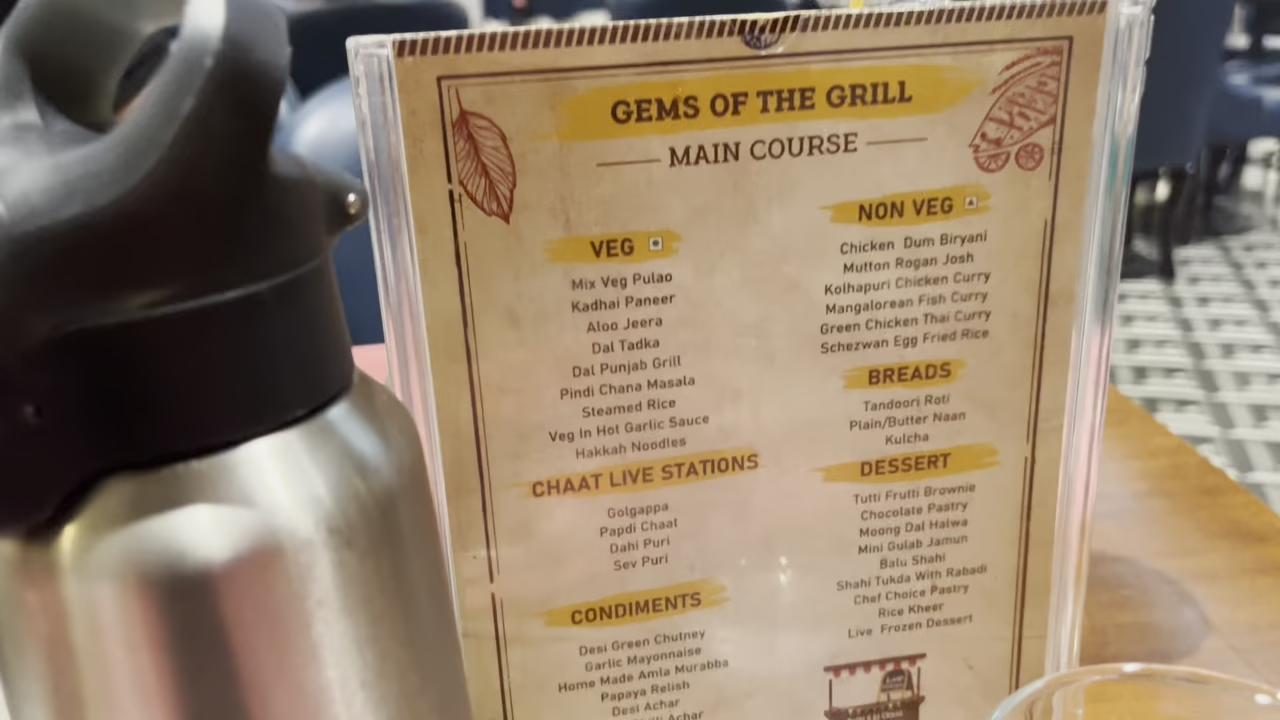 GEMS OF THE GRILL
MAIN COURSE
VEG
Mix Veg Pulao
Kadhai Paneer
Aloo Jeera
Dal Tadka
Dal Punjab Grill
Pindi Chana Masala
Steamed Rice
Veg In Hot Garlic Sauce
Hakkah Noodles
CHAAT LIVE STATIONS
Golgappa
Papdi Chaat
Dahi Puri
Sev Puri
CONDIMENTS
Desi Green Chutney
Garlic Mayonnaise
Home Made Amla Murabba
Papaya Relish
Desi Achar
Achar
NON VEG
Chicken Dum Biryani
Mutton Rogan Josh
Kolhapuri Chicken Curry
Mangalorean Fish Curry
Green Chicken Thai Curry
Schezwan Egg Fried Rice
BREADS
Tandoori Roti
Plain/Butter Naan
Kulcha
DESSERT
Tutti Frutti Brownie
Chocolate Pastry
Moong Dal Halwa
Mini Gulab Jamun
Balu Shahi
Shahi Tukda With Rabadi
Chef Choice Pastry
Rice Kheer
Live Frozen Dessert